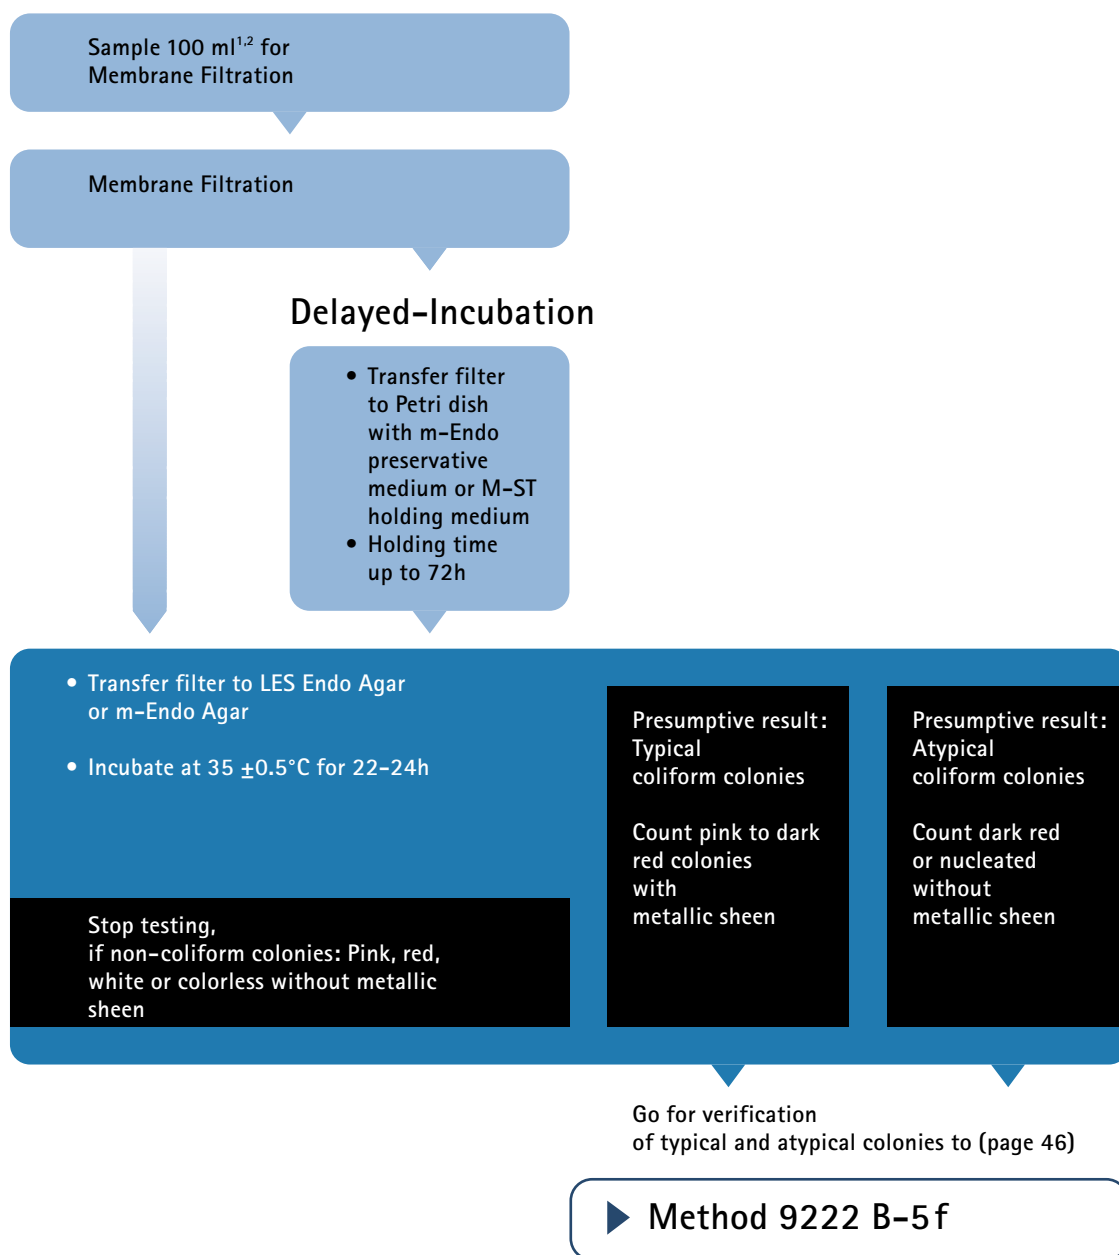 Sample 100 ml1,2 for
Membrane Filtration
Membrane Filtration
Delayed-Incubation
• Transfer filter
to Petri dish
with m-Endo
preservative
medium or M-ST
holding medium
• Holding time
up to 72h
• Transfer filter to LES Endo Agar
or m-Endo Agar
• Incubate at 35 ±0.5°C for 22-24h
Stop testing,
if non-coliform colonies: Pink, red,
white or colorless without metallic
sheen
Presumptive result:
Typical
coliform colonies
Count pink to dark
red colonies
with
metallic sheen
Presumptive result:
Atypical
coliform colonies
Count dark red
or nucleated
without
metallic sheen
Go for verification
of typical and atypical colonies to (page 46)
Method 9222 B-5f